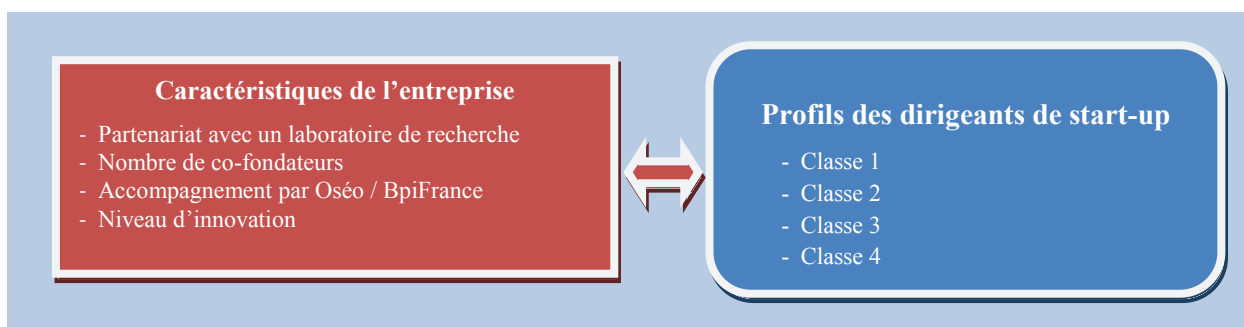 Caractéristiques de l’entreprise
- Partenariat avec un laboratoire de recherche
- Nombre de co-fondateurs
- Accompagnement par Oséo / BpiFrance
- Niveau d’innovation
Profils des dirigeants de start-up
- Classe 1
- Classe 2
- Classe 3
- Classe 4